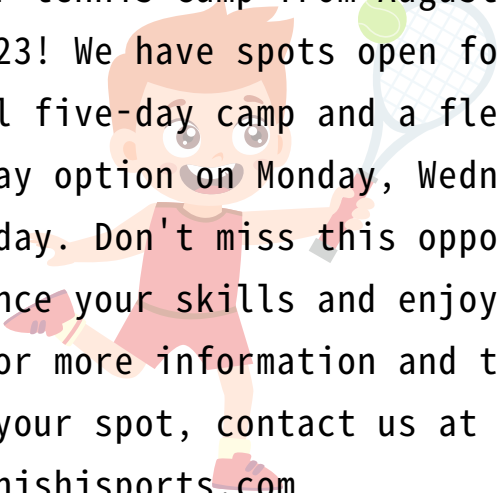 r tennis camp from August
23! We have spots open fo
l five-day camp and a fle
ay option on Monday, Wedn
day. Don't miss this oppo
nce your skills and enjoy
or more information and t
your spot, contact us at
nishisports.com